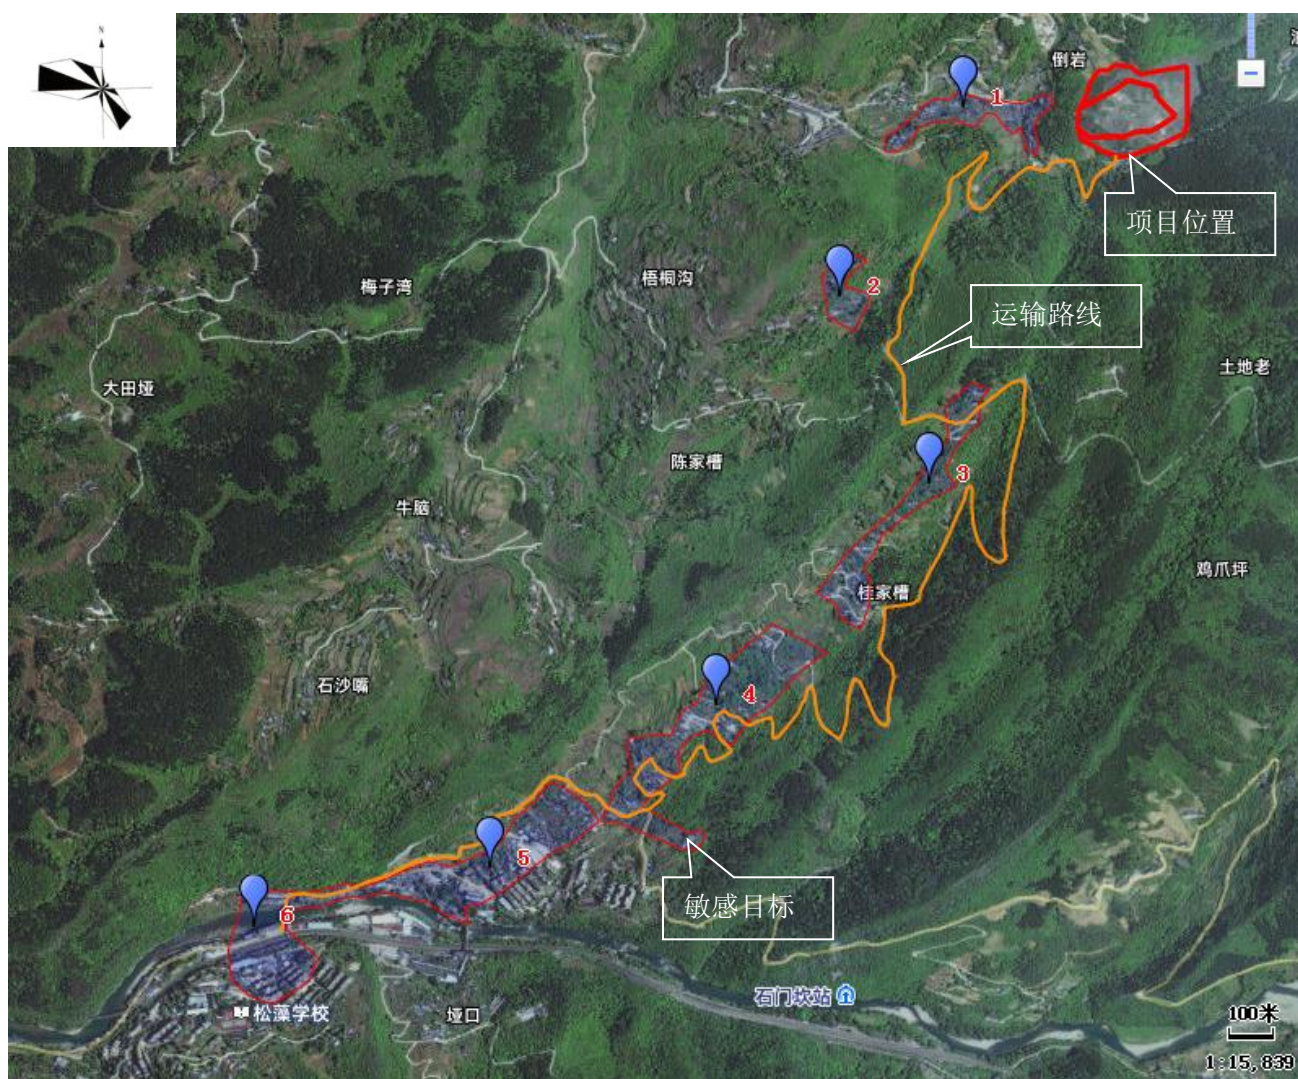 N
倒岩
1
项目位置
梅子湾
梧桐沟
2
运输路线
大田垭
土地老
陈家槽
3
牛脑
鸡爪坪
桂家槽
石沙嘴
4
5
敏感目标
6
石门坎站
松藻学校
垭口
100米
1:15,839